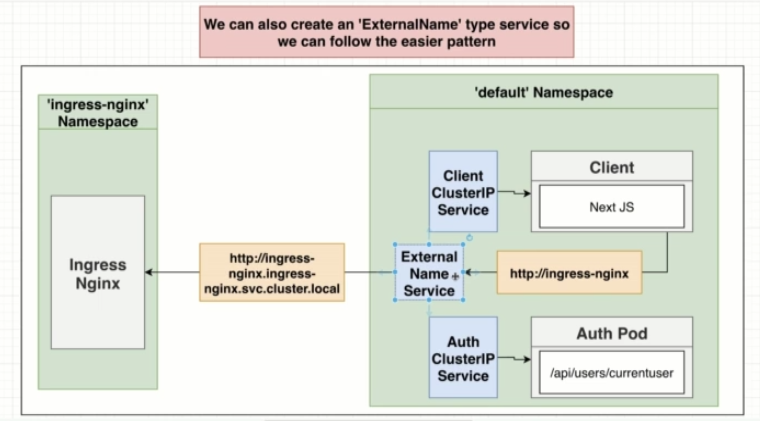 We can also create an 'ExternalName' type service so
we can follow the easier pattern
'ingress-nginx'
Namespace
'default' Namespace
Client
ClusterIP
Service
Client
Next JS
Ingress
Nginx
http://ingress-
nginx.ingress-
nginx.svc.cluster.local
External
Name
Service
http://ingress-nginx
Auth
ClusterIP
Service
Auth Pod
/api/users/currentuser